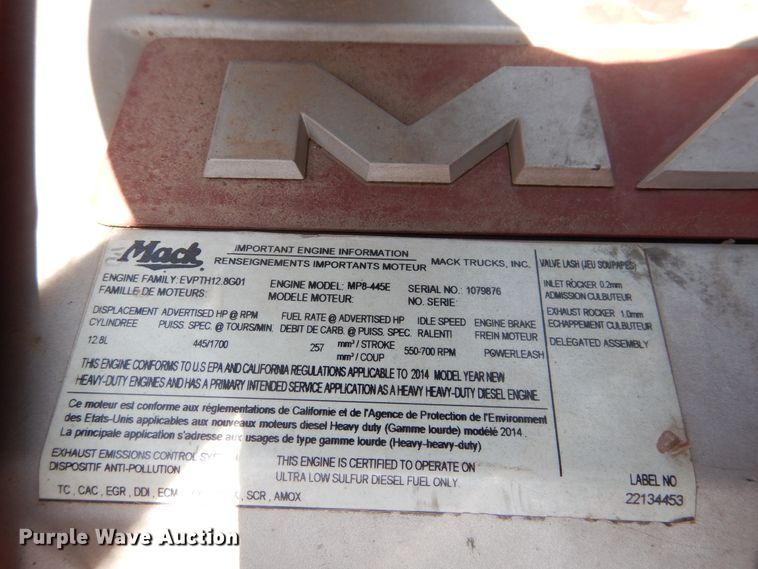 MA
Mack
IMPORTANT ENGINE INFORMATION
RENSEIGNEMENTS IMPORTANTS MOTEUR
MACK TRUCKS, INC.
ENGINE FAMILY: EVPTH12.8G01
FAMILLE DE MOTEURS:
ENGINE MODEL: MP8-445E
MODELE MOTEUR:
SERIAL NO: 1079876
NO. SERIE:
DISPLACEMENT ADVERTISED HP @ RPM FUEL RATE @ ADVERTISED HP IDLE SPEED ENGINE BRAKE
CYLINDREE PUISS. SPEC. @ TOURS/MIN. DEBIT DE CARB. @ PUISS SPEC. RALENTI FREIN MOTEUR
12.8L 445/1700 257 mm³ / STROKE 550-700 RPM POWERLEASH
mm³ / COUP
THIS ENGINE CONFORMS TO U.S EPA AND CALIFORNIA REGULATIONS APPLICABLE TO 2014 MODEL YEAR NEW
HEAVY-DUTY ENGINES AND HAS A PRIMARY INTENDED SERVICE APPLICATION AS A HEAVY HEAVY-DUTY DIESEL ENGINE.
Ce moteur est conforme aux réglementations de Californie et de l'Agence de Protection de l'Environment
des Etats-Unis applicables aux nouveaux moteurs diesel Heavy duty (Gamme lourde) modèlé 2014.
La principale application s'adresse aux usages de type gamme lourde (Heavy-heavy-duty)
EXHAUST EMISSIONS CONTROL
DISPOSITIF ANTI-POLLUTION
TC, CAC, EGR, DDI, ECM, SCR, AMOX
THIS ENGINE IS CERTIFIED TO OPERATE ON
ULTRA LOW SULFUR DIESEL FUEL ONLY.
VALVE LASH (JEU SOUPAPES)
INLET ROCKER 0.2mm
ADMISSION CULBUTEUR
EXHAUST ROCKER 1.0mm
ECHAPPEMENT CULBUTEUR
DELEGATED ASSEMBLY
LABEL NO
22134453
Purple Wave Auction